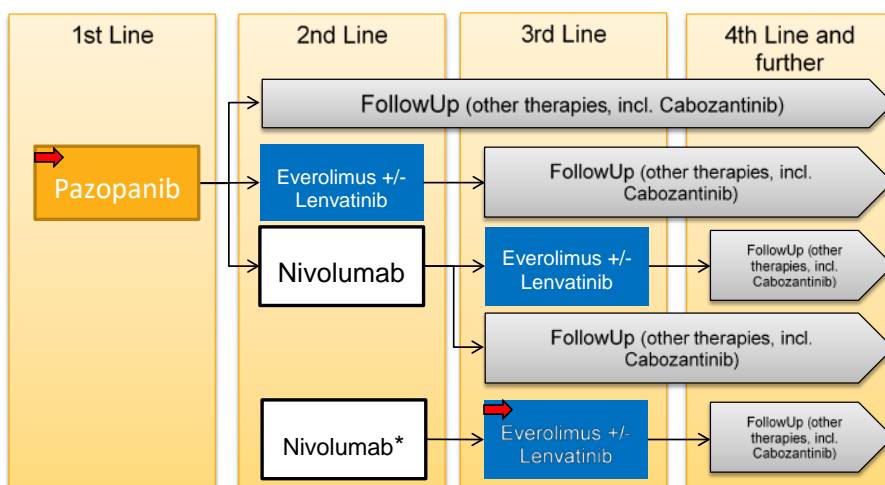 1st Line
2nd Line
3rd Line
4th Line and
further
FollowUp (other therapies, incl. Cabozantinib)
Pazopanib
Everolimus +/-
Lenvatinib
FollowUp (other therapies, incl.
Cabozantinib)
Nivolumab
Everolimus +/-
Lenvatinib
FollowUp (other
therapies, incl.
Cabozantinib)
FollowUp (other therapies, incl.
Cabozantinib)
Nivolumab*
Everolimus +/-
Lenvatinib
FollowUp (other
therapies, incl.
Cabozantinib)